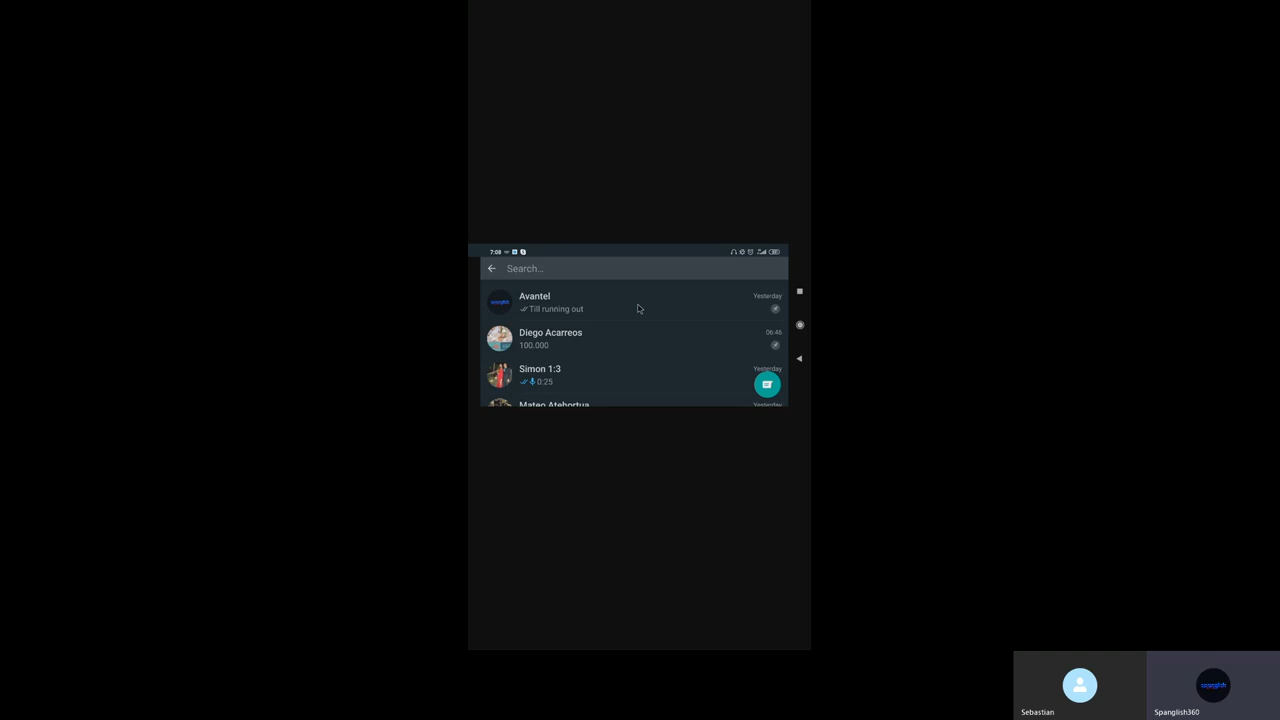 7:08
Search...
Avantel
Yesterday
Till running out
Diego Acarreos
06:46
100.000
Simon 1:3
Yesterday
0:25
Mateo Atehortua
Yesterday
Sebastian
Spanglish360